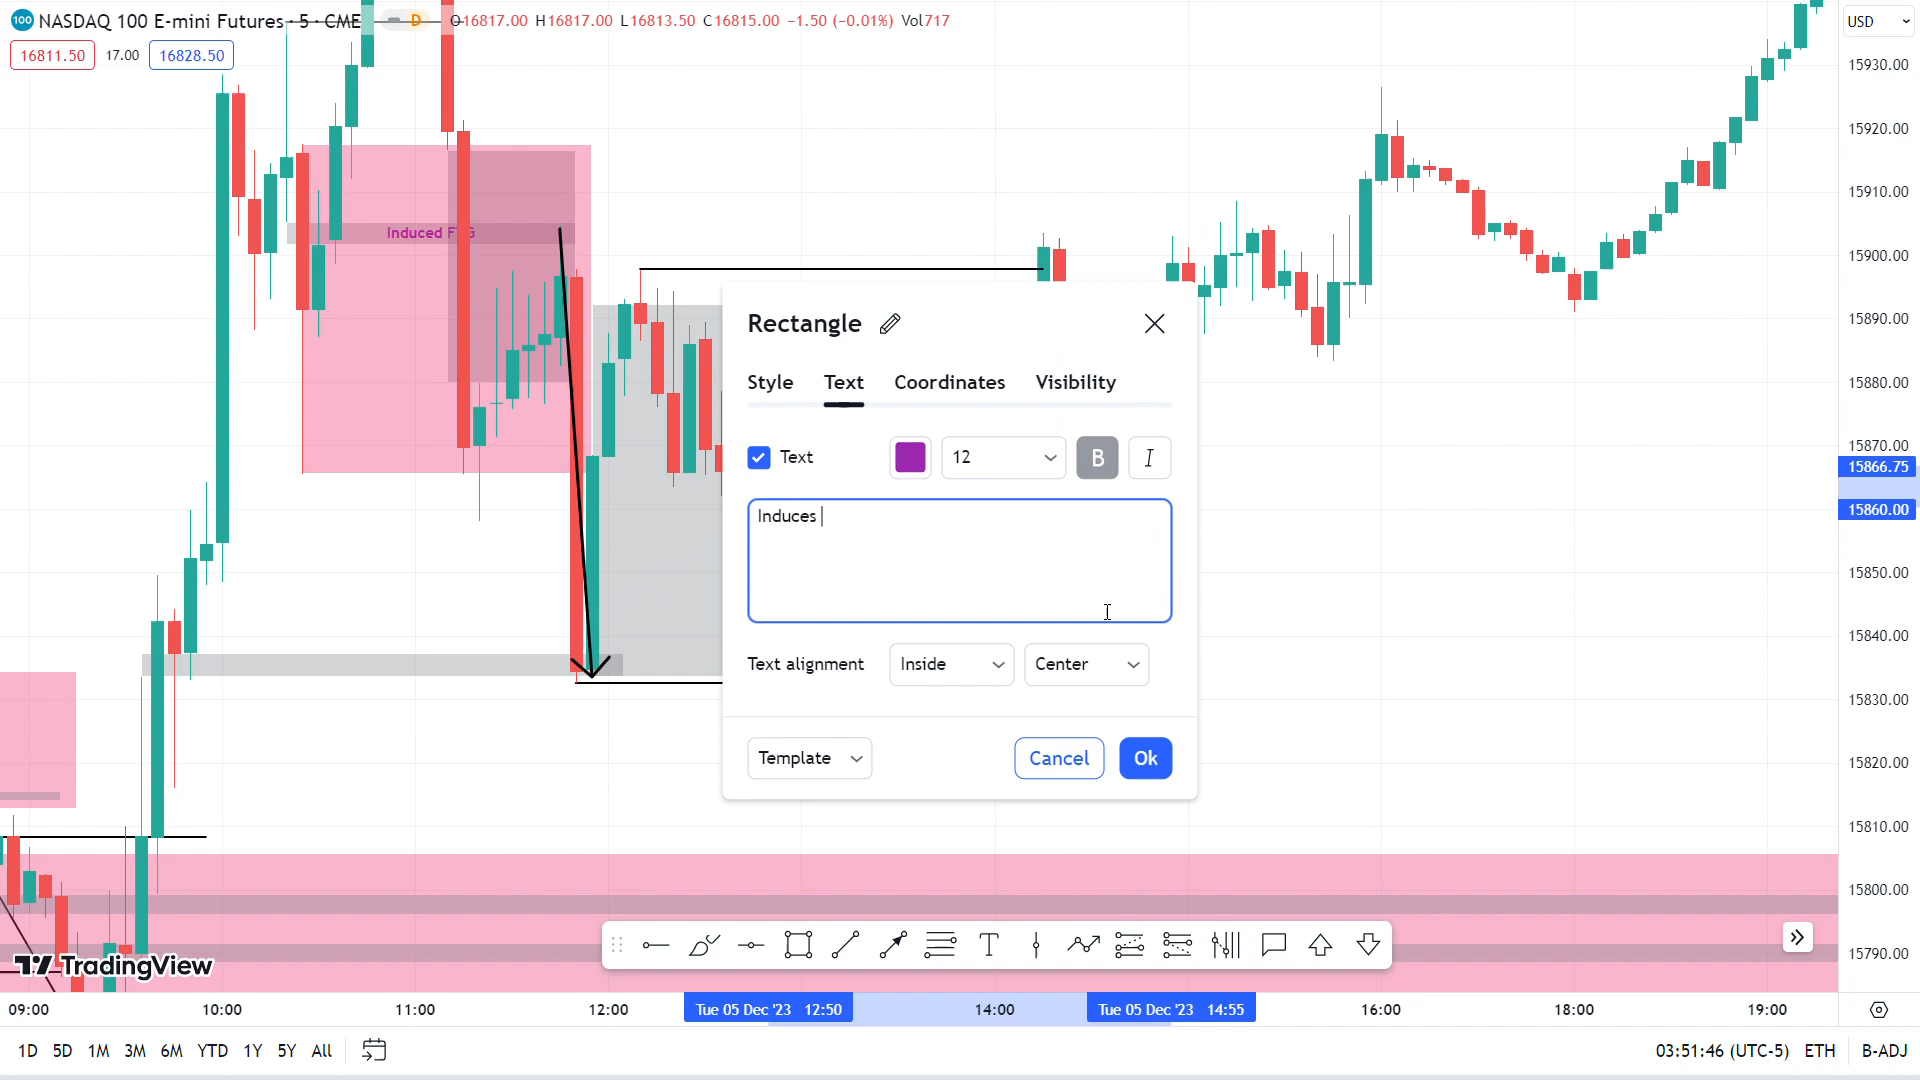 NASDAQ 100 E-mini Futures · 5 · CME D O16817.00 H16817.00 L16813.50 C16815.00 −1.50 (−0.01%) Vol717
USD
16811.50 17.00 16828.50
15930.00
15920.00
15910.00
15900.00
15890.00
15880.00
15870.00
15866.75
15860.00
15850.00
15840.00
15830.00
15820.00
15810.00
15800.00
15790.00
Induced
Rectangle
Style Text Coordinates Visibility
Text 12 B I
Induces
Text alignment Inside Center
Template Cancel Ok
TradingView
09:00 10:00 11:00 12:00 Tue 05 Dec '23 12:50 14:00 Tue 05 Dec '23 14:55 16:00 18:00 19:00
1D 5D 1M 3M 6M YTD 1Y 5Y All 03:51:46 (UTC-5) ETH B-ADJ